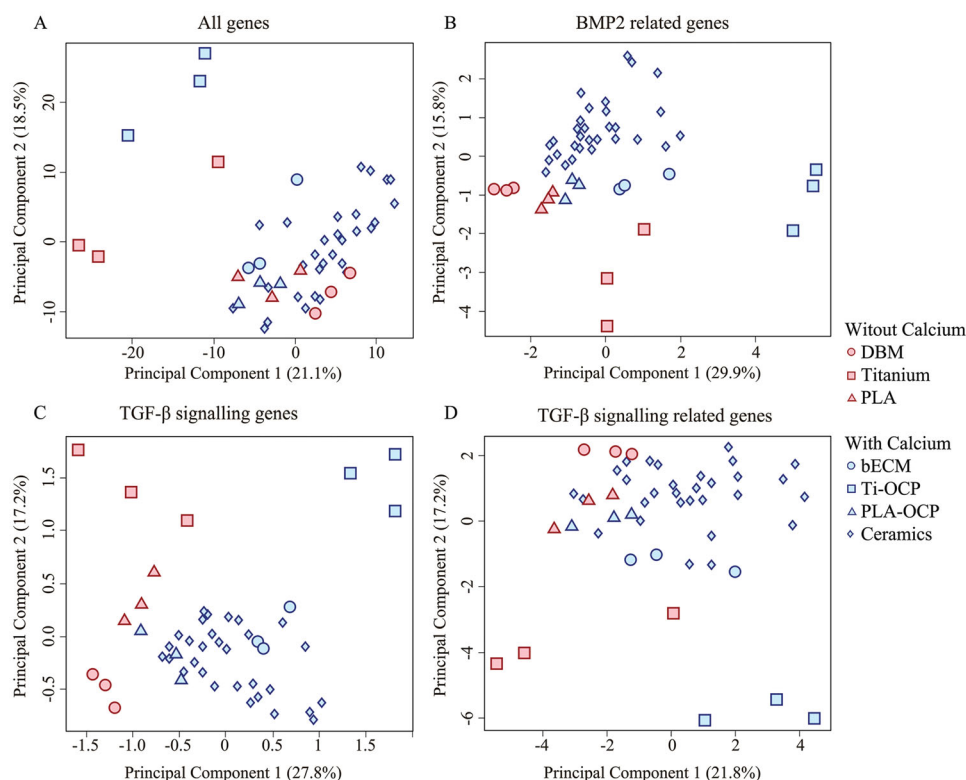 A All genes
Principal Component 2 (18.5%)
20
10
0
-10
-20 -10 0 10
Principal Component 1 (21.1%)
B BMP2 related genes
Principal Component 2 (15.8%)
2
1
0
-1
-2
-3
-4
-2 0 2 4
Principal Component 1 (29.9%)
C TGF-β signalling genes
Principal Component 2 (17.2%)
1.5
1.0
0.5
0.0
-0.5
-1.5 -1.0 -0.5 0 0.5 1 1.5
Principal Component 1 (27.8%)
D TGF-β signalling related genes
Principal Component 2 (17.2%)
2
0
-2
-4
-6
-4 -2 0 2 4
Principal Component 1 (21.8%)
Witout Calcium
DBM
Titanium
PLA
With Calcium
bECM
Ti-OCP
PLA-OCP
Ceramics